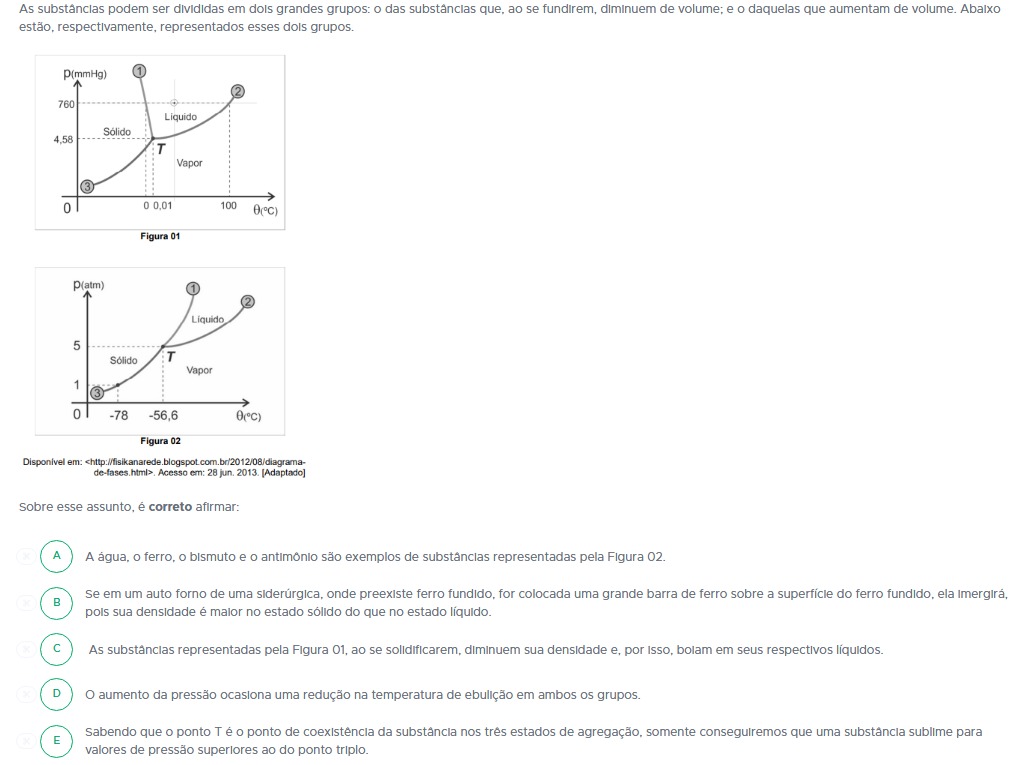 As substâncias podem ser divididas em dois grandes grupos: o das substâncias que, ao se fundirem, diminuem de volume; e o daquelas que aumentam de volume. Abaixo
estão, respectivamente, representados esses dois grupos.
p(mmHg)
1
2
760
Líquido
Sólido
4,58
T
Vapor
3
0
0 0,01
100
θ(ºC)
Figura 01
p(atm)
1
2
Líquido
5
Sólido
T
Vapor
1
3
0
-78
-56,6
θ(ºC)
Figura 02
Disponível em: <http://fisikanarede.blogspot.com.br/2012/08/diagrama-
de-fases.html>. Acesso em: 28 jun. 2013. [Adaptado]
Sobre esse assunto, é correto afirmar:
A A água, o ferro, o bismuto e o antimônio são exemplos de substâncias representadas pela Figura 02.
B Se em um auto forno de uma siderúrgica, onde preexiste ferro fundido, for colocada uma grande barra de ferro sobre a superfície do ferro fundido, ela imergirá,
pois sua densidade é maior no estado sólido do que no estado líquido.
C As substâncias representadas pela Figura 01, ao se solidificarem, diminuem sua densidade e, por isso, boiam em seus respectivos líquidos.
D O aumento da pressão ocasiona uma redução na temperatura de ebulição em ambos os grupos.
E Sabendo que o ponto T é o ponto de coexistência da substância nos três estados de agregação, somente conseguiremos que uma substância sublime para
valores de pressão superiores ao do ponto triplo.